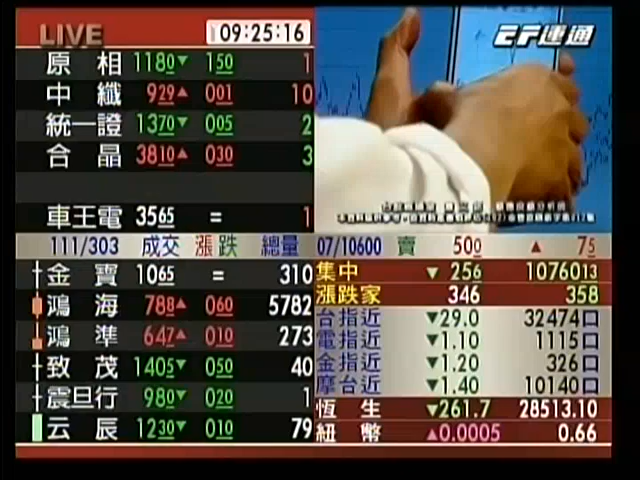 LIVE 09:25:16
EF連通
原相 1180▼ 150 1
中纖 929▲ 001 10
統一證 1370▼ 005 2
合晶 3810▲ 030 3
車王電 3565 = 1
111/303 成交 漲跌 總量
金寶 1065 = 310
鴻海 788▲ 060 5782
鴻準 647▲ 010 273
致茂 1405▼ 050 40
震旦行 980▼ 020 1
云辰 1230▼ 010 79
07/10600 賣 500 ▲ 75
集中 ▼256 1076013
漲跌家 346 358
台指近 ▼29.0 32474口
電指近 ▼1.10 1115口
金指近 ▼1.20 326口
摩台近 ▼1.40 10140口
恆生 ▼261.7 28513.10
紐幣 ▲0.0005 0.66